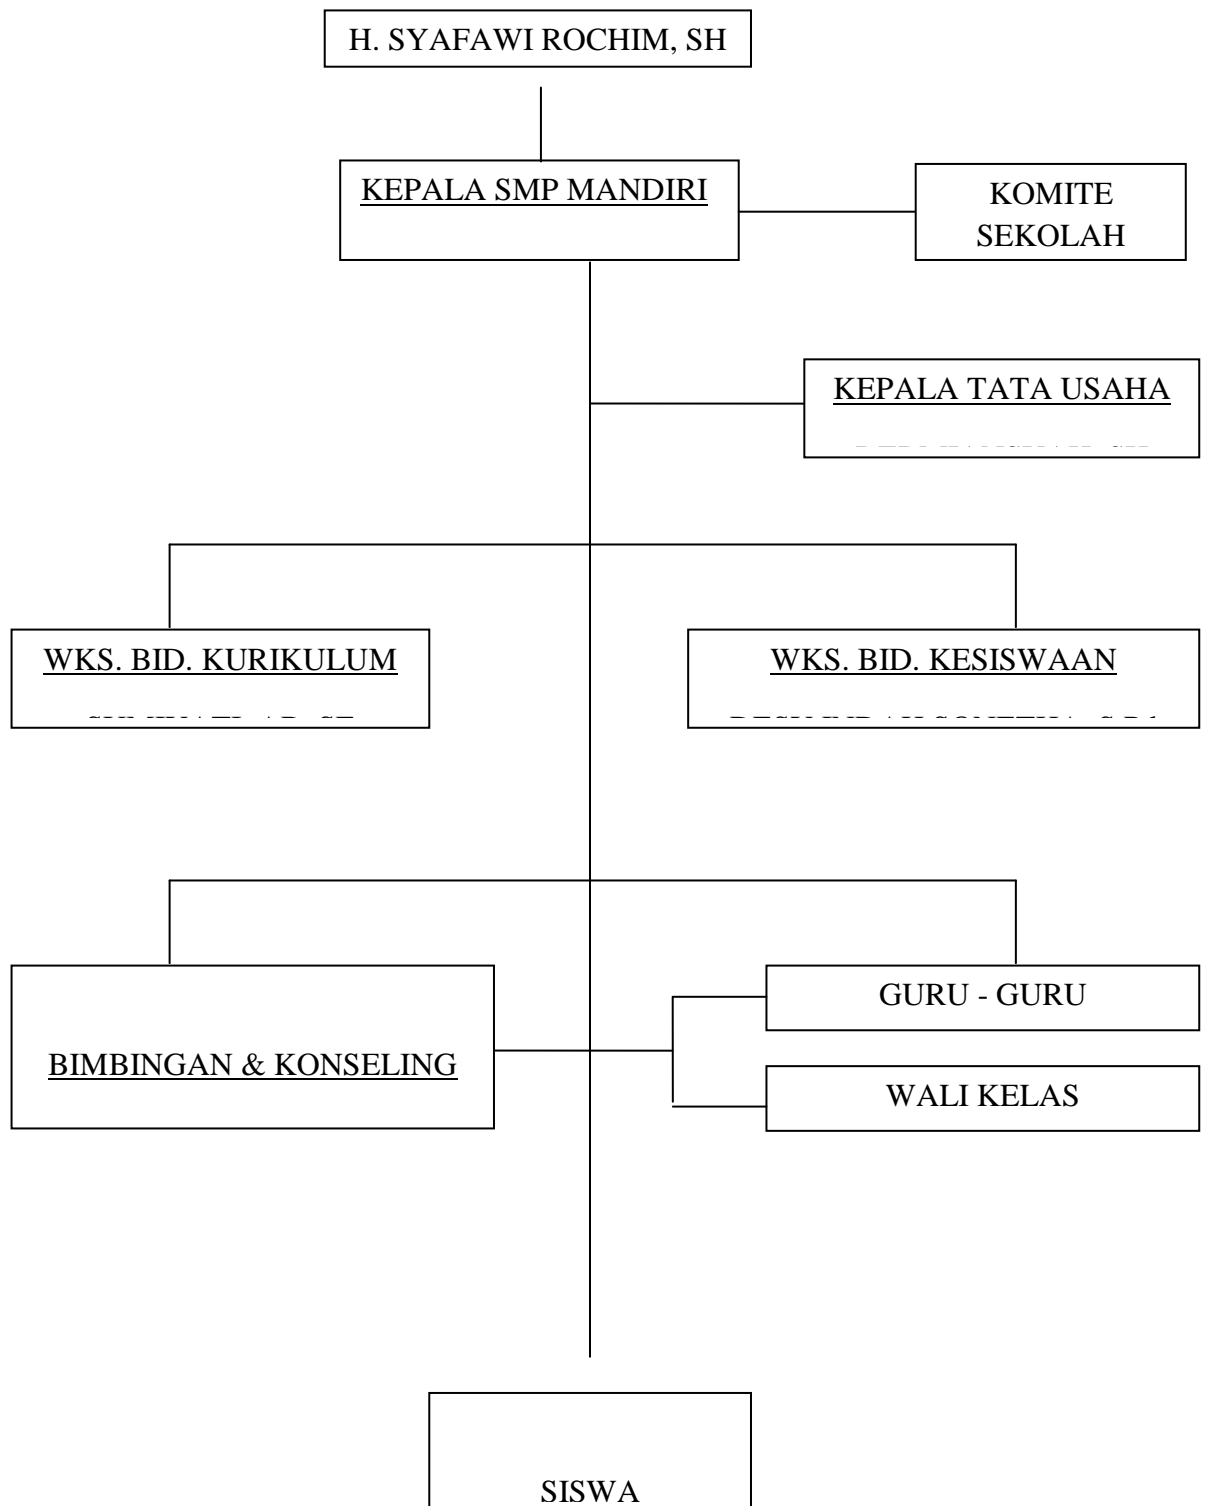 H. SYAFAWI ROCHIM, SH
KEPALA SMP MANDIRI
KOMITE
SEKOLAH
KEPALA TATA USAHA
WKS. BID. KURIKULUM
WKS. BID. KESISWAAN
BIMBINGAN & KONSELING
GURU - GURU
WALI KELAS
SISWA